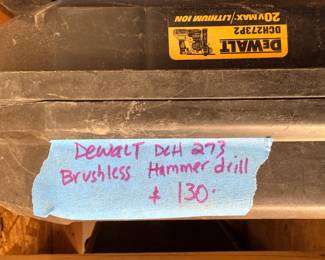 20V MAX/LITHIUM ION
DEWALT
DCH273P2
DeWALT DCH 273
Brushless Hammer drill
$ 130.